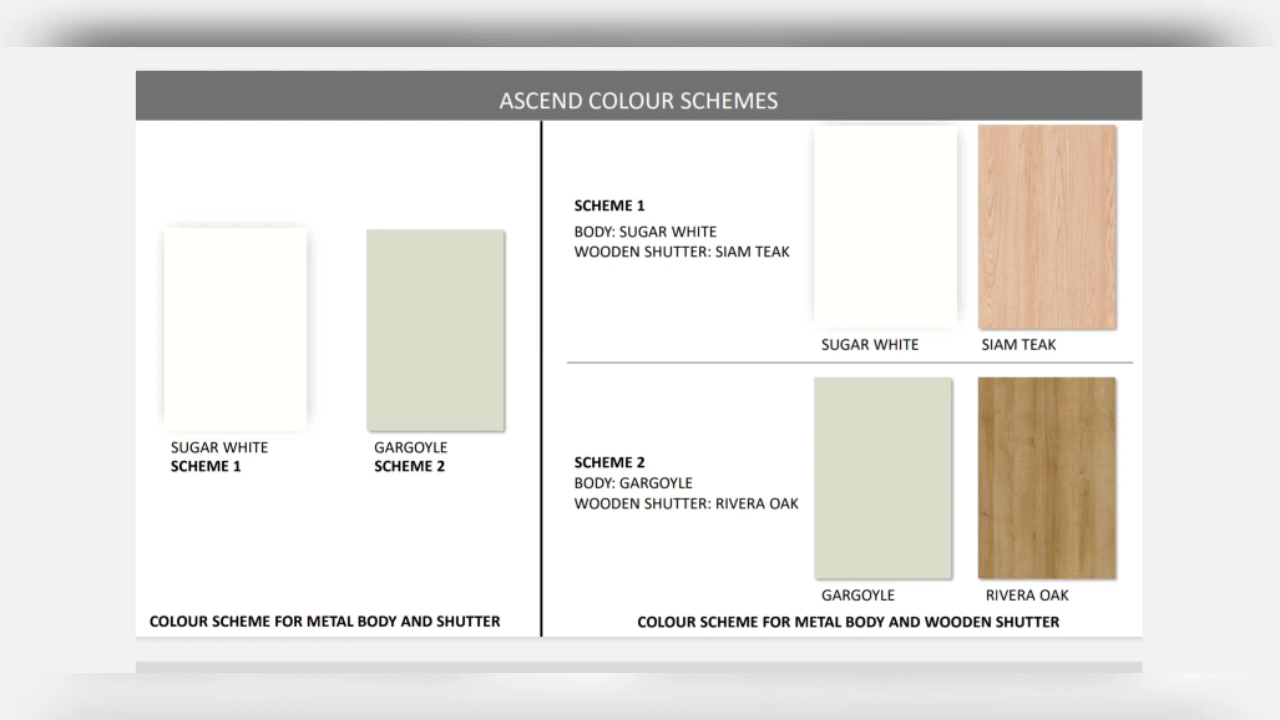 ASCEND COLOUR SCHEMES
SUGAR WHITE
SCHEME 1
GARGOYLE
SCHEME 2
COLOUR SCHEME FOR METAL BODY AND SHUTTER
SCHEME 1
BODY: SUGAR WHITE
WOODEN SHUTTER: SIAM TEAK
SUGAR WHITE
SIAM TEAK
SCHEME 2
BODY: GARGOYLE
WOODEN SHUTTER: RIVERA OAK
GARGOYLE
RIVERA OAK
COLOUR SCHEME FOR METAL BODY AND WOODEN SHUTTER